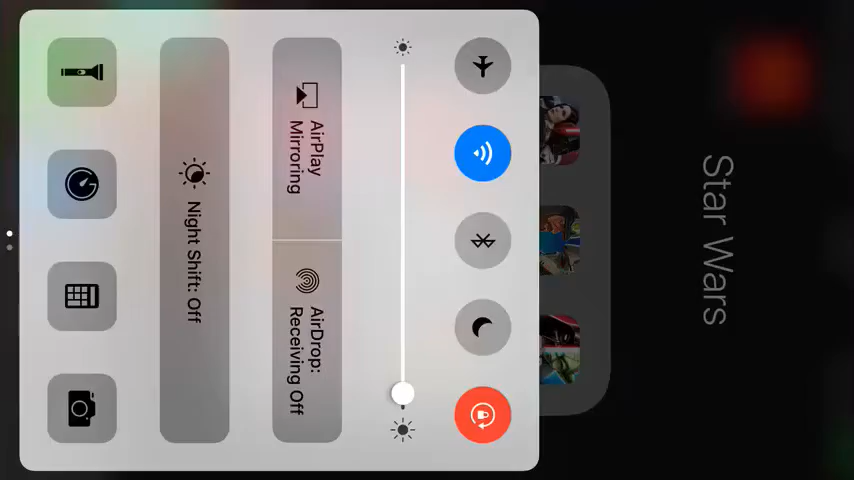 Star Wars
AirPlay
Mirroring
AirDrop:
Receiving Off
Night Shift: Off